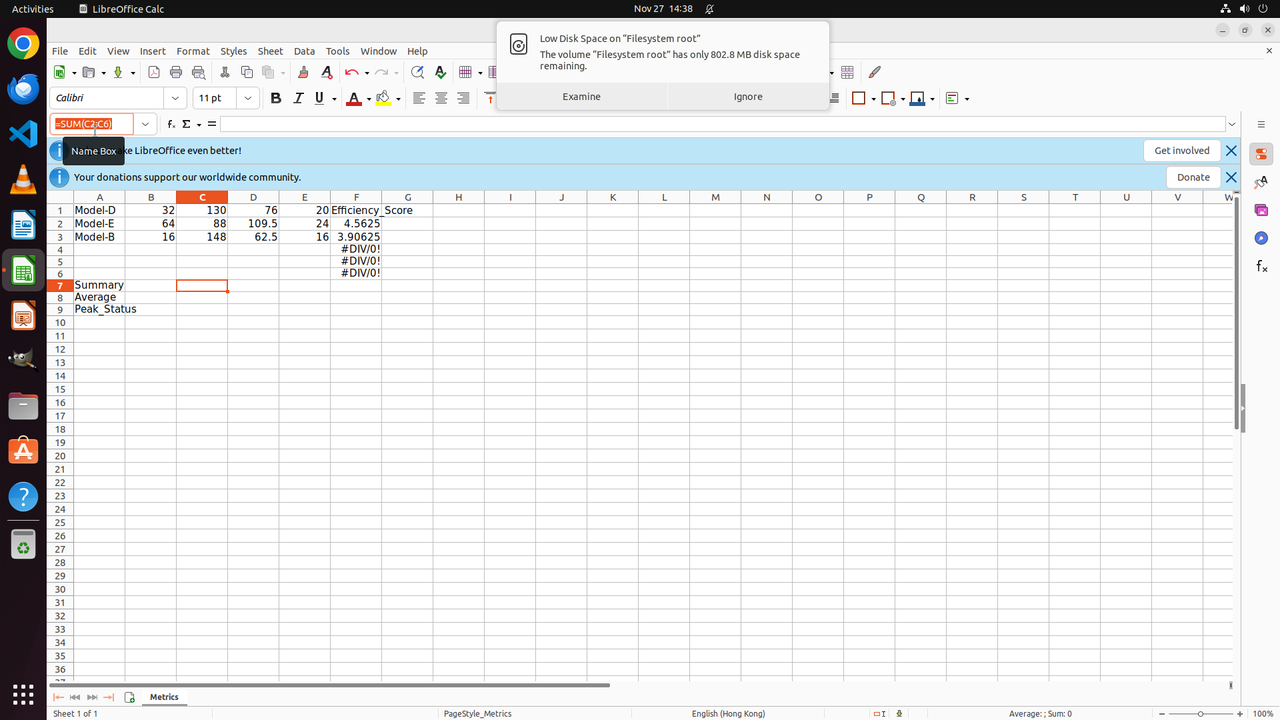 Activities LibreOffice Calc Nov 27 14:38
Low Disk Space on “Filesystem root”
The volume “Filesystem root” has only 802.8 MB disk space
remaining.
Examine Ignore
File Edit View Insert Format Styles Sheet Data Tools Window Help
Calibri 11 pt
=SUM(C2:C6)
Name Box
ake LibreOffice even better! Get involved
Your donations support our worldwide community. Donate
A B C D E F G H I J K L M N O P Q R S T U V W
1 Model-D 32 130 76 20 Efficiency_Score
2 Model-E 64 88 109.5 24 4.5625
3 Model-B 16 148 62.5 16 3.90625
4 #DIV/0!
5 #DIV/0!
6 #DIV/0!
7 Summary
8 Average
9 Peak_Status
10
11
12
13
14
15
16
17
18
19
20
21
22
23
24
25
26
27
28
29
30
31
32
33
34
35
36
Metrics
Sheet 1 of 1 PageStyle_Metrics English (Hong Kong) Average: ; Sum: 0 100%